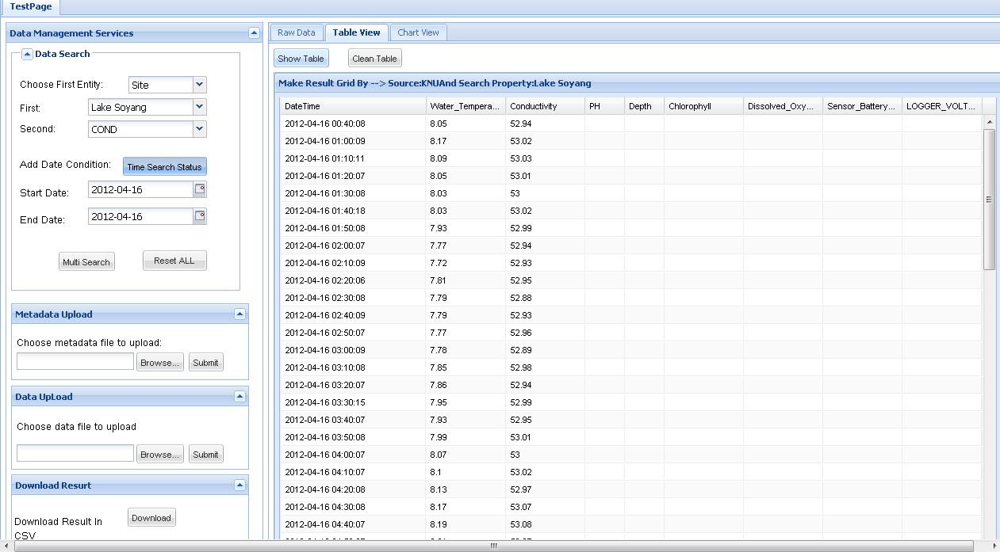 TestPage
Data Management Services
Data Search
Choose First Entity: Site
First: Lake Soyang
Second: COND
Add Date Condition: Time Search Status
Start Date: 2012-04-16
End Date: 2012-04-16
Multi Search Reset ALL
Metadata Upload
Choose metadata file to upload:
Browse... Submit
Data UpLoad
Choose data file to upload
Browse... Submit
Download Resurt
Download Result In
CSV
Download
Raw Data Table View Chart View
Show Table Clean Table
Make Result Grid By --> Source:KNUAnd Search Property:Lake Soyang
DateTime Water_Tempera... Conductivity PH Depth Chlorophyll Dissolved_Oxy... Sensor_Battery... LOGGER_VOLT...
2012-04-16 00:40:08 8.05 52.94
2012-04-16 01:00:09 8.17 53.02
2012-04-16 01:10:11 8.09 53.03
2012-04-16 01:20:07 8.05 53.01
2012-04-16 01:30:08 8.03 53
2012-04-16 01:40:18 8.03 53.02
2012-04-16 01:50:08 7.93 52.99
2012-04-16 02:00:07 7.77 52.94
2012-04-16 02:10:09 7.72 52.93
2012-04-16 02:20:06 7.81 52.95
2012-04-16 02:30:08 7.79 52.88
2012-04-16 02:40:09 7.79 52.93
2012-04-16 02:50:07 7.77 52.96
2012-04-16 03:00:09 7.78 52.89
2012-04-16 03:10:08 7.85 52.98
2012-04-16 03:20:07 7.86 52.94
2012-04-16 03:30:15 7.95 52.99
2012-04-16 03:40:07 7.93 52.95
2012-04-16 03:50:08 7.99 53.01
2012-04-16 04:00:07 8.07 53
2012-04-16 04:10:07 8.1 53.02
2012-04-16 04:20:08 8.13 52.97
2012-04-16 04:30:08 8.17 53.07
2012-04-16 04:40:07 8.19 53.08